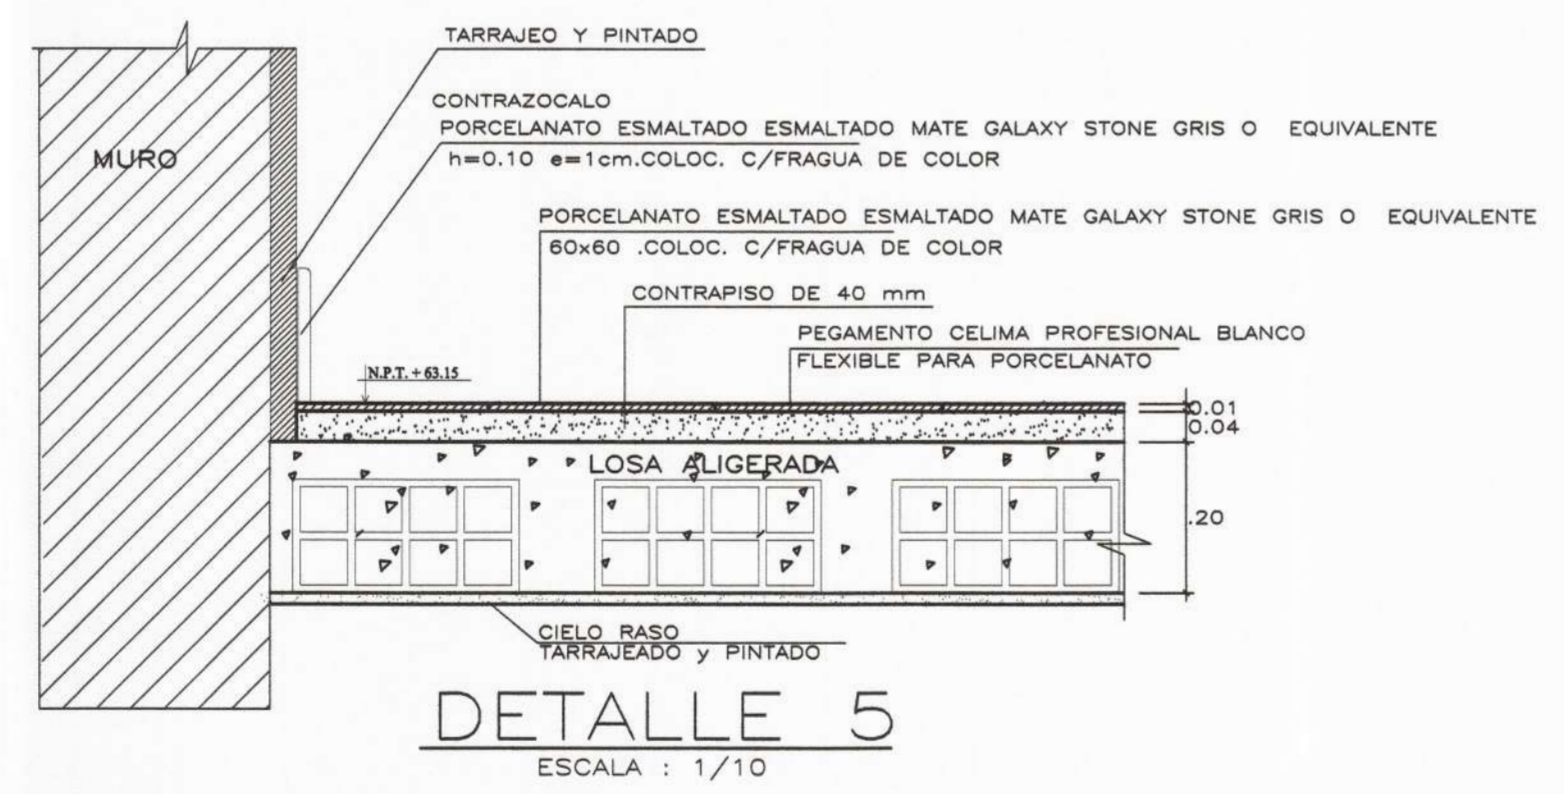 TARRAJEO Y PINTADO
CONTRAZOCALO
PORCELANATO ESMALTADO ESMALTADO MATE GALAXY STONE GRIS O EQUIVALENTE
h=0.10 e=1cm.COLOC. C/FRAGUA DE COLOR
MURO
PORCELANATO ESMALTADO ESMALTADO MATE GALAXY STONE GRIS O EQUIVALENTE
60x60 .COLOC. C/FRAGUA DE COLOR
CONTRAPISO DE 40 mm
PEGAMENTO CELIMA PROFESIONAL BLANCO
FLEXIBLE PARA PORCELANATO
N.P.T. + 63.15
0.01
0.04
LOSA ALIGERADA
.20
CIELO RASO
TARRAJEADO y PINTADO
DETALLE 5
ESCALA : 1/10